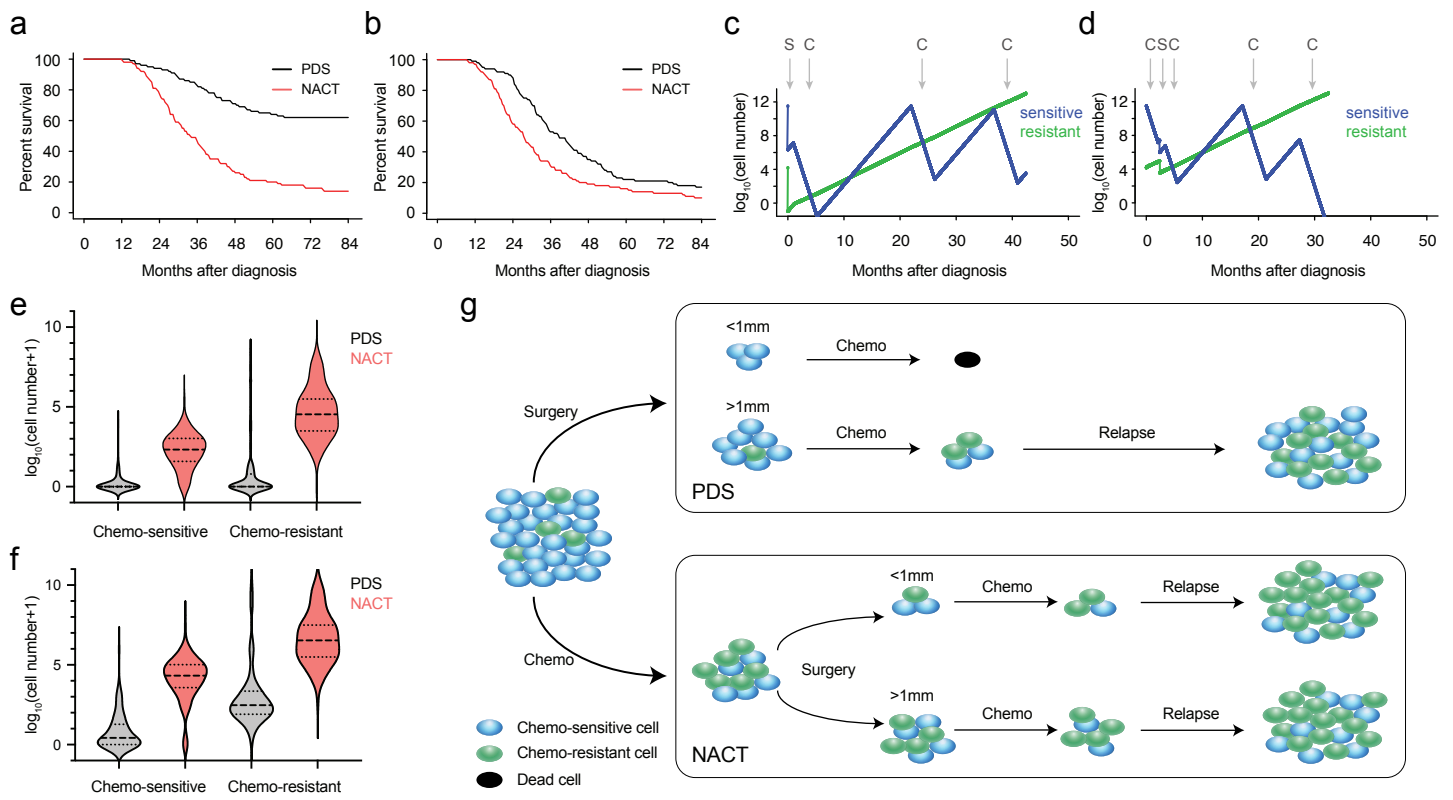 a
100
80
60
40
20
0
Percent survival
PDS
NACT
0 12 24 36 48 60 72 84
Months after diagnosis
b
100
80
60
40
20
0
Percent survival
PDS
NACT
0 12 24 36 48 60 72 84
Months after diagnosis
c
S C C C
12
8
4
0
log10(cell number)
sensitive
resistant
0 10 20 30 40 50
Months after diagnosis
d
C S C C C
12
8
4
0
log10(cell number)
sensitive
resistant
0 10 20 30 40 50
Months after diagnosis
e
10
5
0
log10(cell number+1)
PDS
NACT
Chemo-sensitive Chemo-resistant
f
10
5
0
log10(cell number+1)
PDS
NACT
Chemo-sensitive Chemo-resistant
g
Surgery
Chemo
<1mm
Chemo
>1mm
Chemo
Relapse
PDS
Surgery
<1mm
Chemo
Relapse
>1mm
Chemo
Relapse
NACT
Chemo-sensitive cell
Chemo-resistant cell
Dead cell